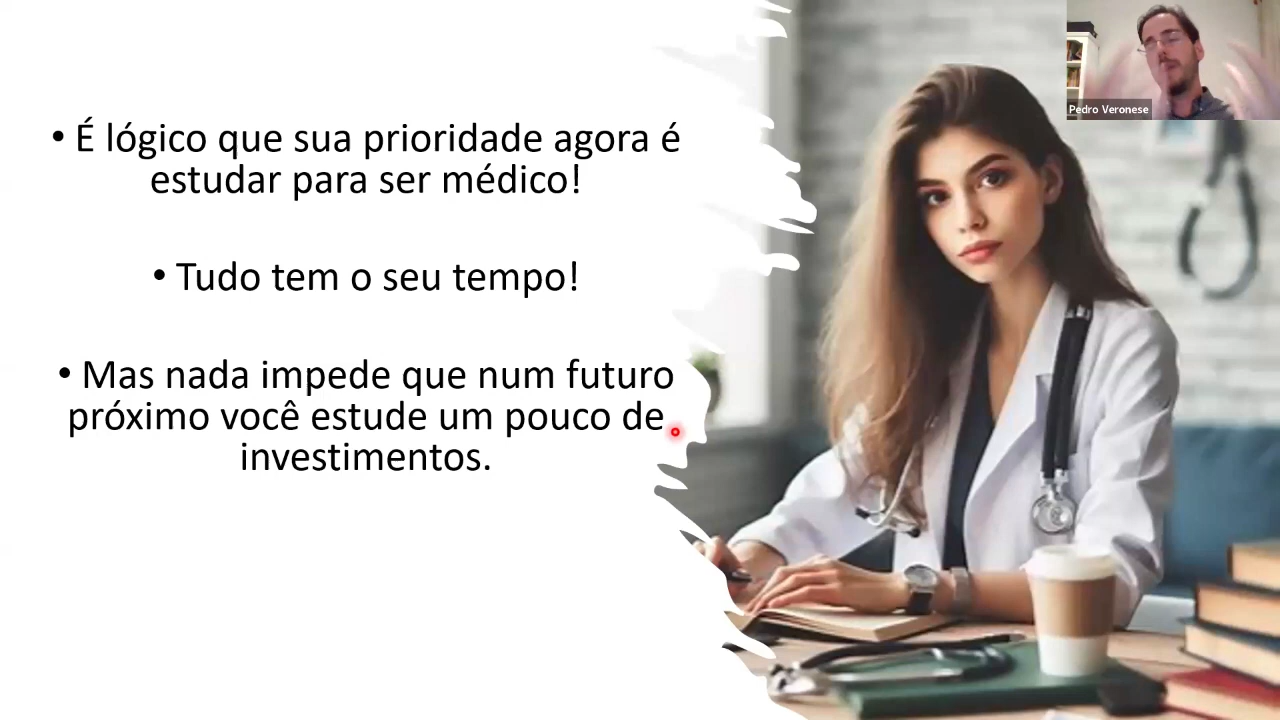 • É lógico que sua prioridade agora é
estudar para ser médico!
• Tudo tem o seu tempo!
• Mas nada impede que num futuro
próximo você estude um pouco de
investimentos.
Pedro Veronese